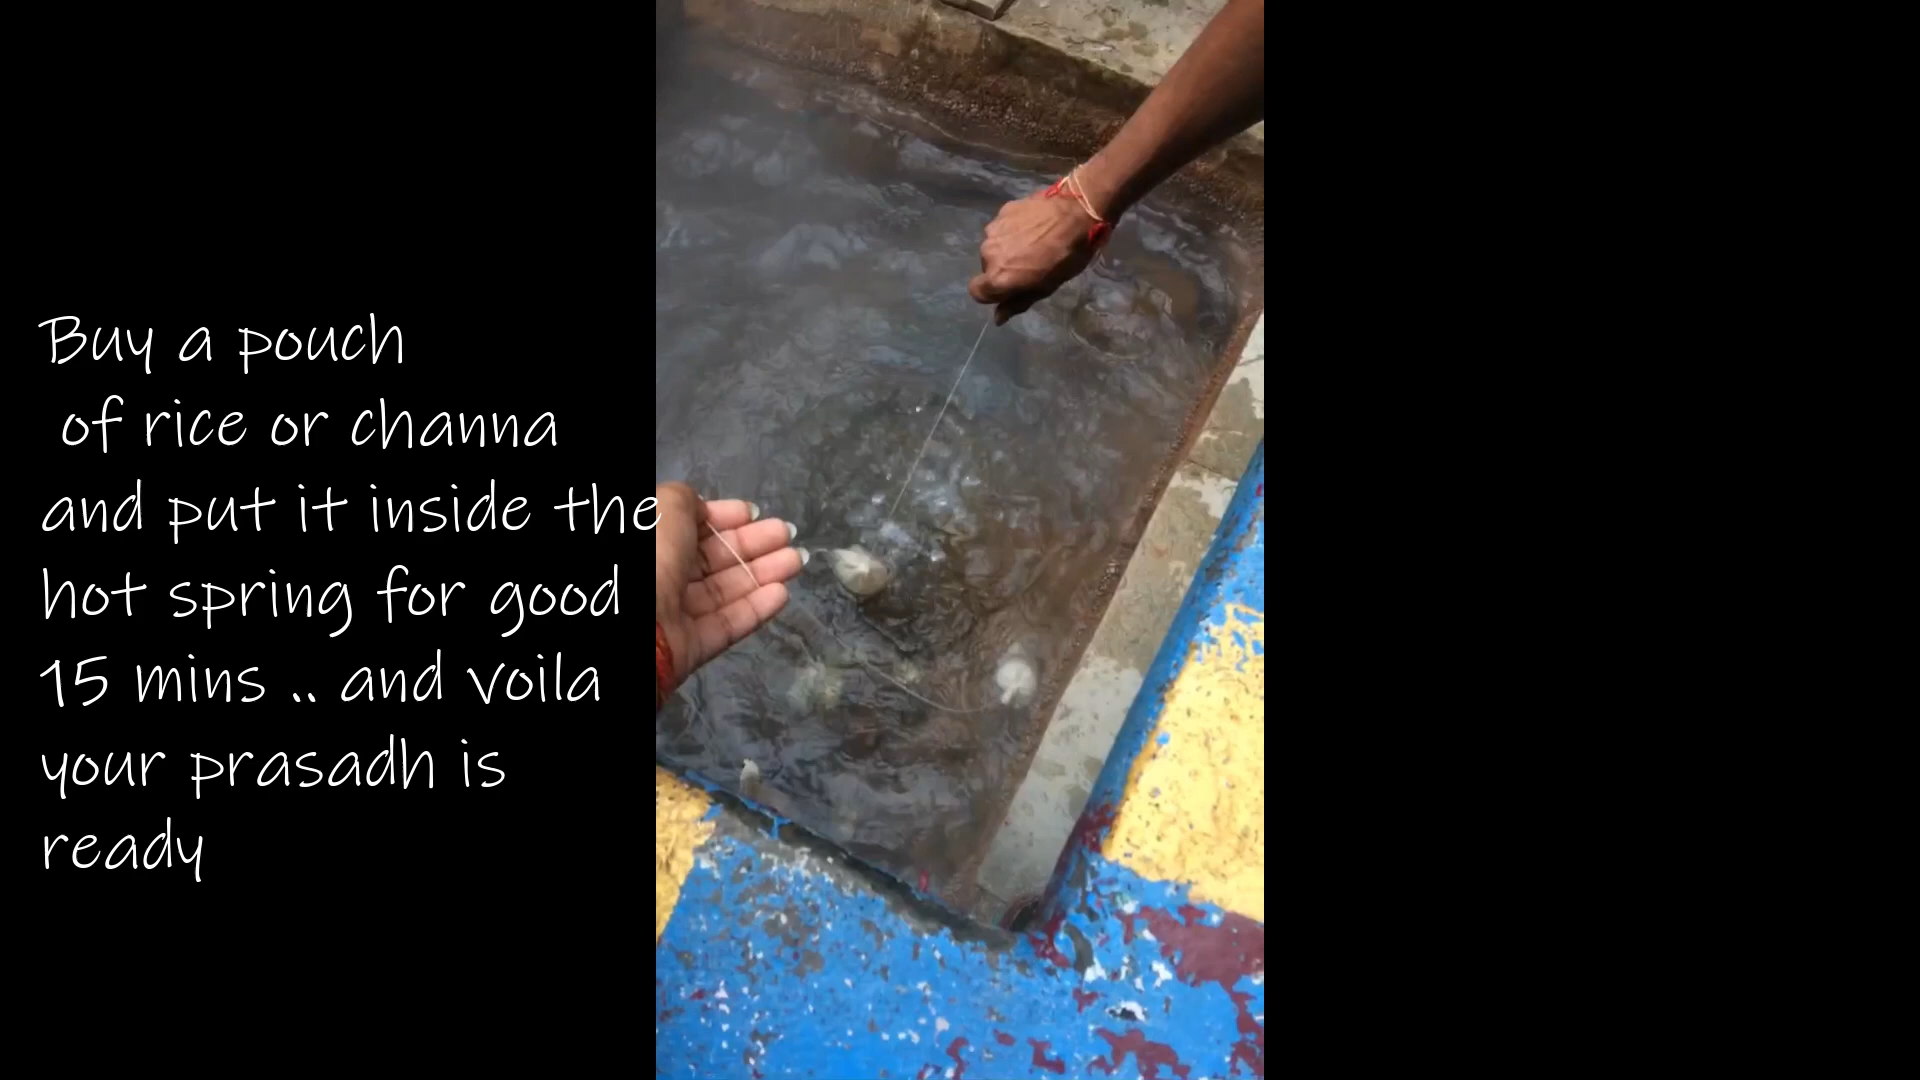 Buy a pouch
of rice or channa
and put it inside the
hot spring for good
15 mins .. and voila
your prasadh is
ready